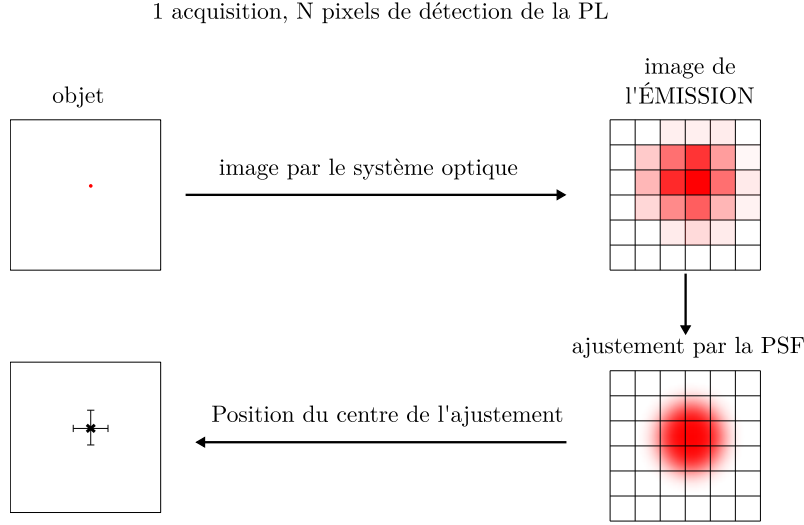 1 acquisition, N pixels de détection de la PL
image de
l'ÉMISSION
objet
image par le système optique
ajustement par la PSF
Position du centre de l'ajustement